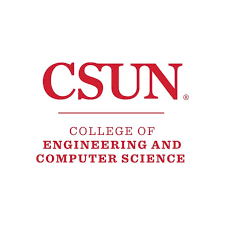 CSUN®
COLLEGE OF
ENGINEERING AND
COMPUTER SCIENCE